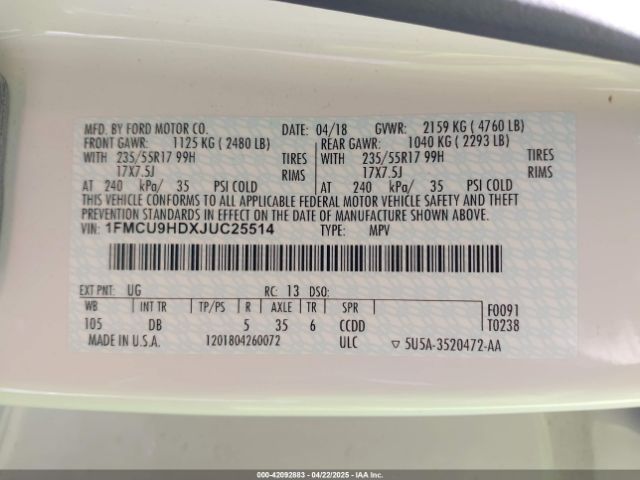 MFD. BY FORD MOTOR CO. DATE: 04/18 GVWR: 2159 KG ( 4760 LB)
FRONT GAWR: 1125 KG ( 2480 LB) REAR GAWR: 1040 KG ( 2293 LB)
WITH 235/55R17 99H TIRES WITH 235/55R17 99H TIRES
17X7.5J RIMS 17X7.5J RIMS
AT 240 kPa/ 35 PSI COLD AT 240 kPa/ 35 PSI COLD
THIS VEHICLE CONFORMS TO ALL APPLICABLE FEDERAL MOTOR VEHICLE SAFETY AND THEFT
PREVENTION STANDARDS IN EFFECT ON THE DATE OF MANUFACTURE SHOWN ABOVE.
VIN: 1FMCU9HDXJUC25514 TYPE: MPV
EXT PNT: UG RC: 13 DSO:
WB INT TR TP/PS R AXLE TR SPR F0091
105 DB 5 35 6 CCDD T0238
MADE IN U.S.A. 1201804260072 ULC ▽ 5U5A-3520472-AA
000-42092883 - 04/22/2025 - IAA Inc.